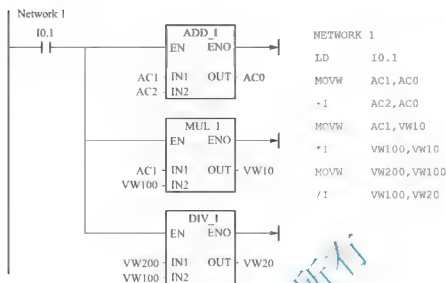 Network 1
I0.1
ADD_I
EN ENO
AC1 IN1 OUT AC0
AC2 IN2
MUL_I
EN ENO
AC1 IN1 OUT VW10
VW100 IN2
DIV_I
EN ENO
VW200 IN1 OUT VW20
VW100 IN2
NETWORK 1
LD I0.1
MOVW AC1,AC0
+I AC2,AC0
MOVW AC1,VW10
*I VW100,VW10
MOVW VW200,VW100
/I VW100,VW20